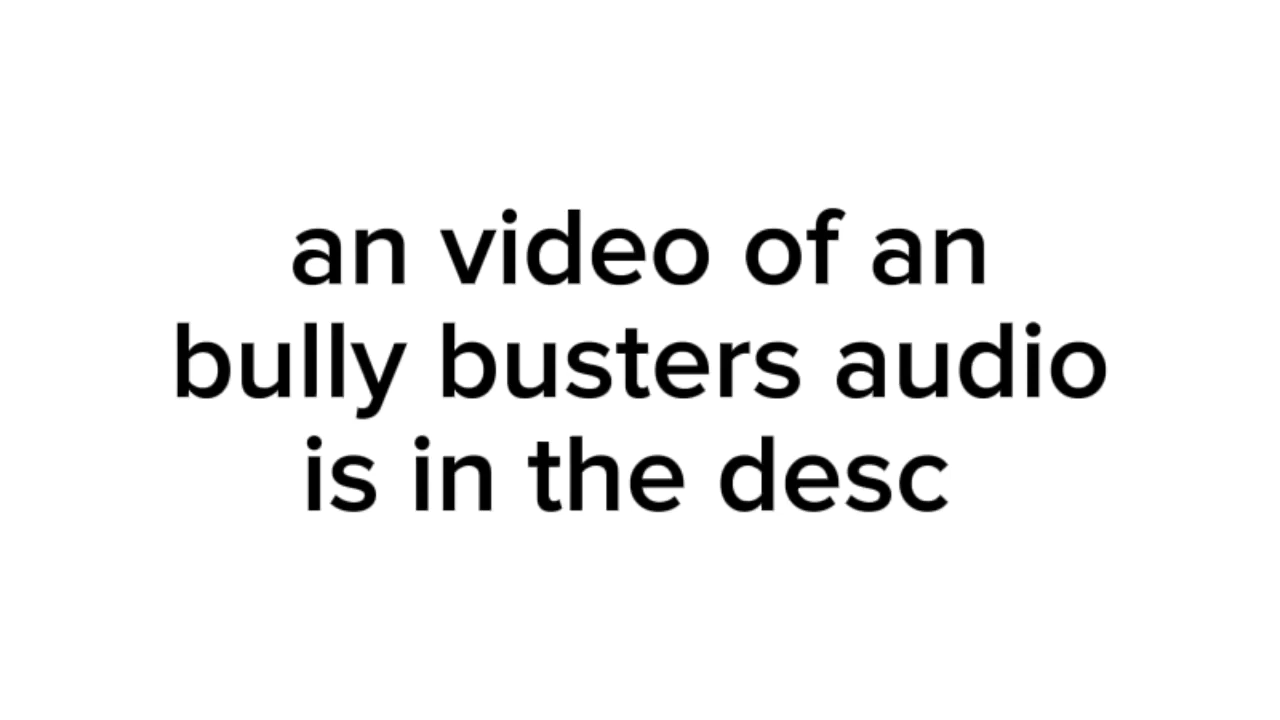 an video of an
bully busters audio
is in the desc